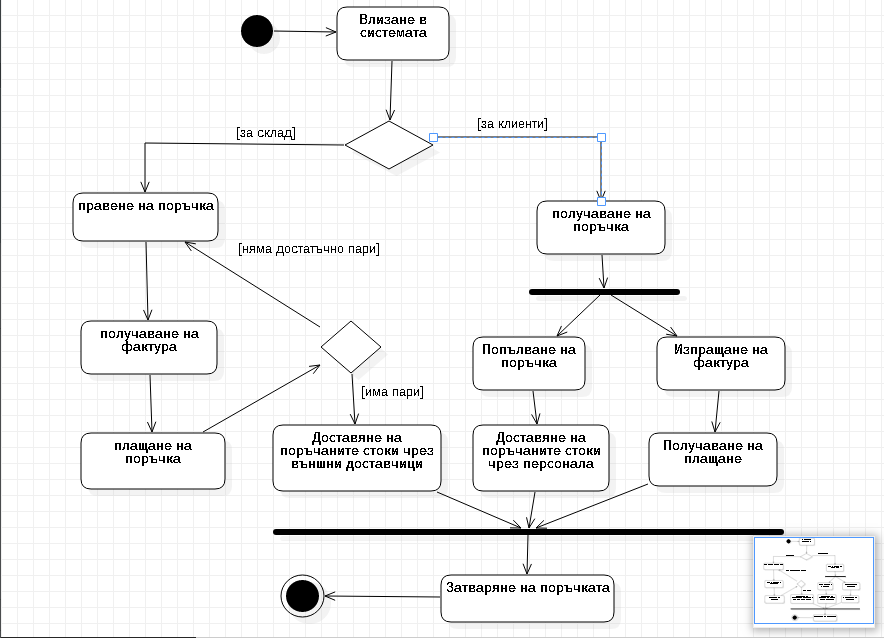 Влизане в
системата
[за склад]
[за клиенти]
правене на поръчка
получаване на
поръчка
[няма достатъчно пари]
получаване на
фактура
Попълване на
поръчка
Изпращане на
фактура
[има пари]
плащане на
поръчка
Доставяне на
поръчаните стоки чрез
външни доставчици
Доставяне на
поръчаните стоки
чрез персонала
Получаване на
плащане
Затваряне на поръчката